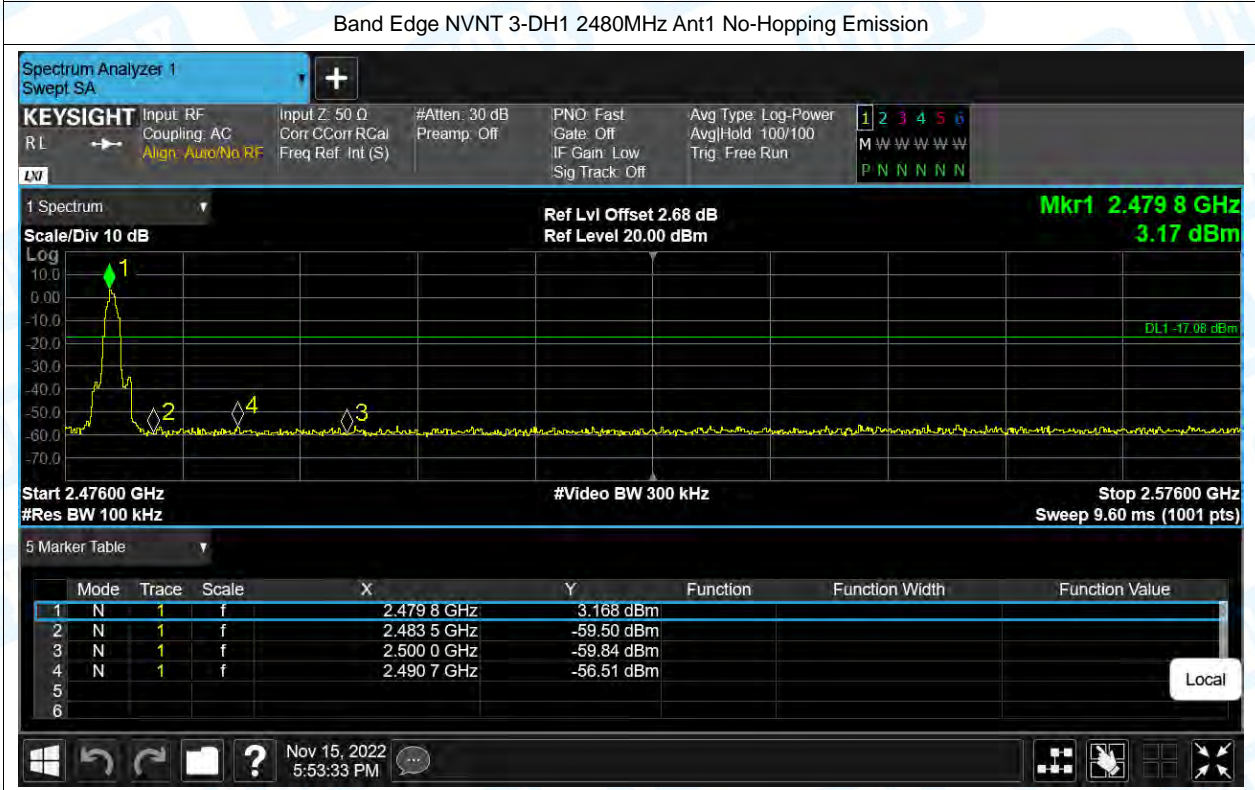 Band Edge NVNT 3-DH1 2480MHz Ant1 No-Hopping Emission
Spectrum Analyzer 1
Swept SA
+
KEYSIGHT Input: RF Input Z: 50 Ω #Atten: 30 dB PNO: Fast Avg Type: Log-Power 1 2 3 4 5 6
RL Coupling: AC Corr CCorr RCal Preamp: Off Gate: Off Avg|Hold: 100/100 M W W W W W
Align: Auto/No RF Freq Ref: Int (S) IF Gain: Low Trig: Free Run
LXI Sig Track: Off P N N N N N
1 Spectrum Ref Lvl Offset 2.68 dB Mkr1 2.479 8 GHz
Scale/Div 10 dB Ref Level 20.00 dBm 3.17 dBm
Log
1
10.0
0.00
-10.0
DL1 -17.08 dBm
-20.0
-30.0
-40.0
-50.0 2 4 3
-60.0
-70.0
Start 2.47600 GHz #Video BW 300 kHz Stop 2.57600 GHz
#Res BW 100 kHz Sweep 9.60 ms (1001 pts)
5 Marker Table
Mode Trace Scale X Y Function Function Width Function Value
1 N 1 f 2.479 8 GHz 3.168 dBm
2 N 1 f 2.483 5 GHz -59.50 dBm
3 N 1 f 2.500 0 GHz -59.84 dBm
4 N 1 f 2.490 7 GHz -56.51 dBm
5
6
Local
? Nov 15, 2022
5:53:33 PM